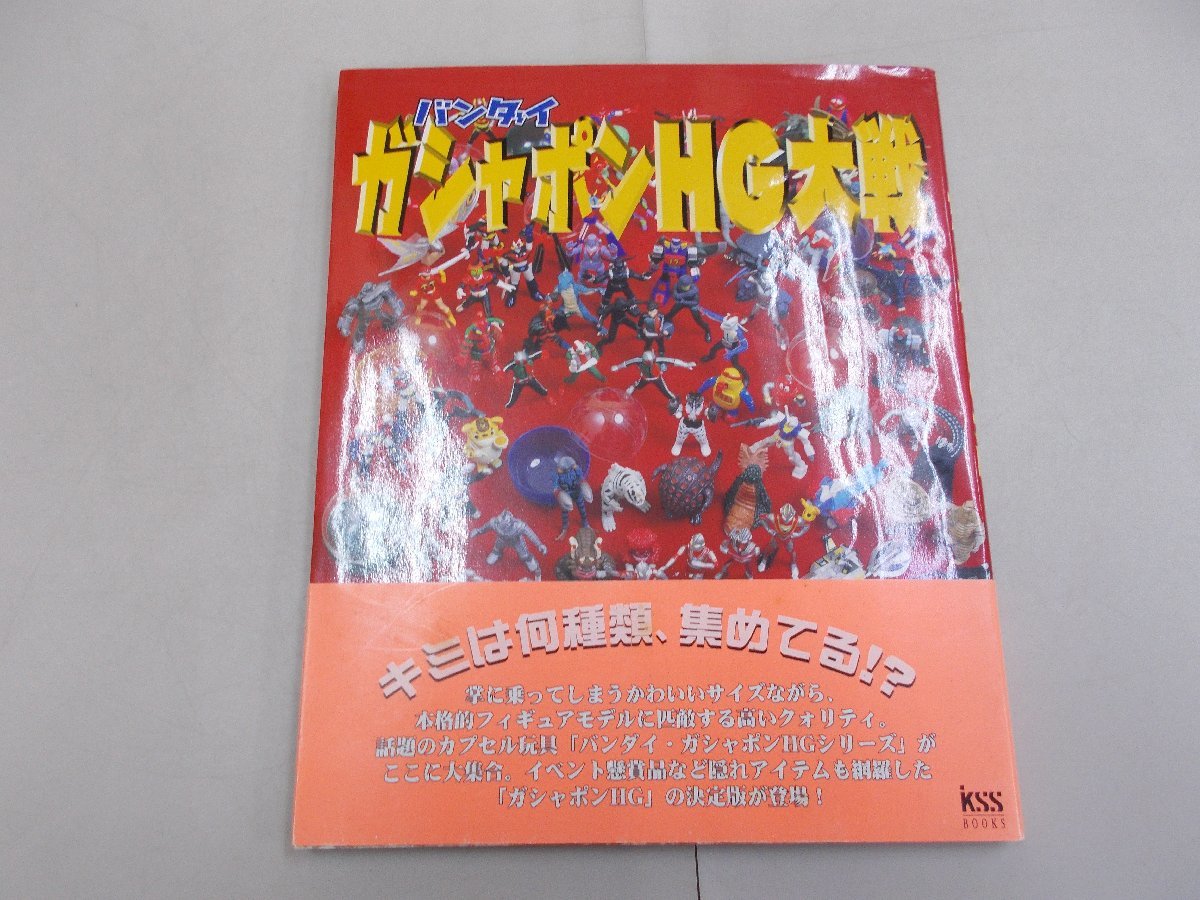 バンダイ
ガシャポンHG大戦
キミは何種類、集めてる!?
掌に乗ってしまうかわいいサイズながら、
本格的フィギュアモデルに匹敵する高いクォリティ。
話題のカプセル玩具「バンダイ・ガシャポンHGシリーズ」が
ここに大集合。イベント懸賞品など隠れアイテムも網羅した
「ガシャポンHG」の決定版が登場！
KSS
BOOKS